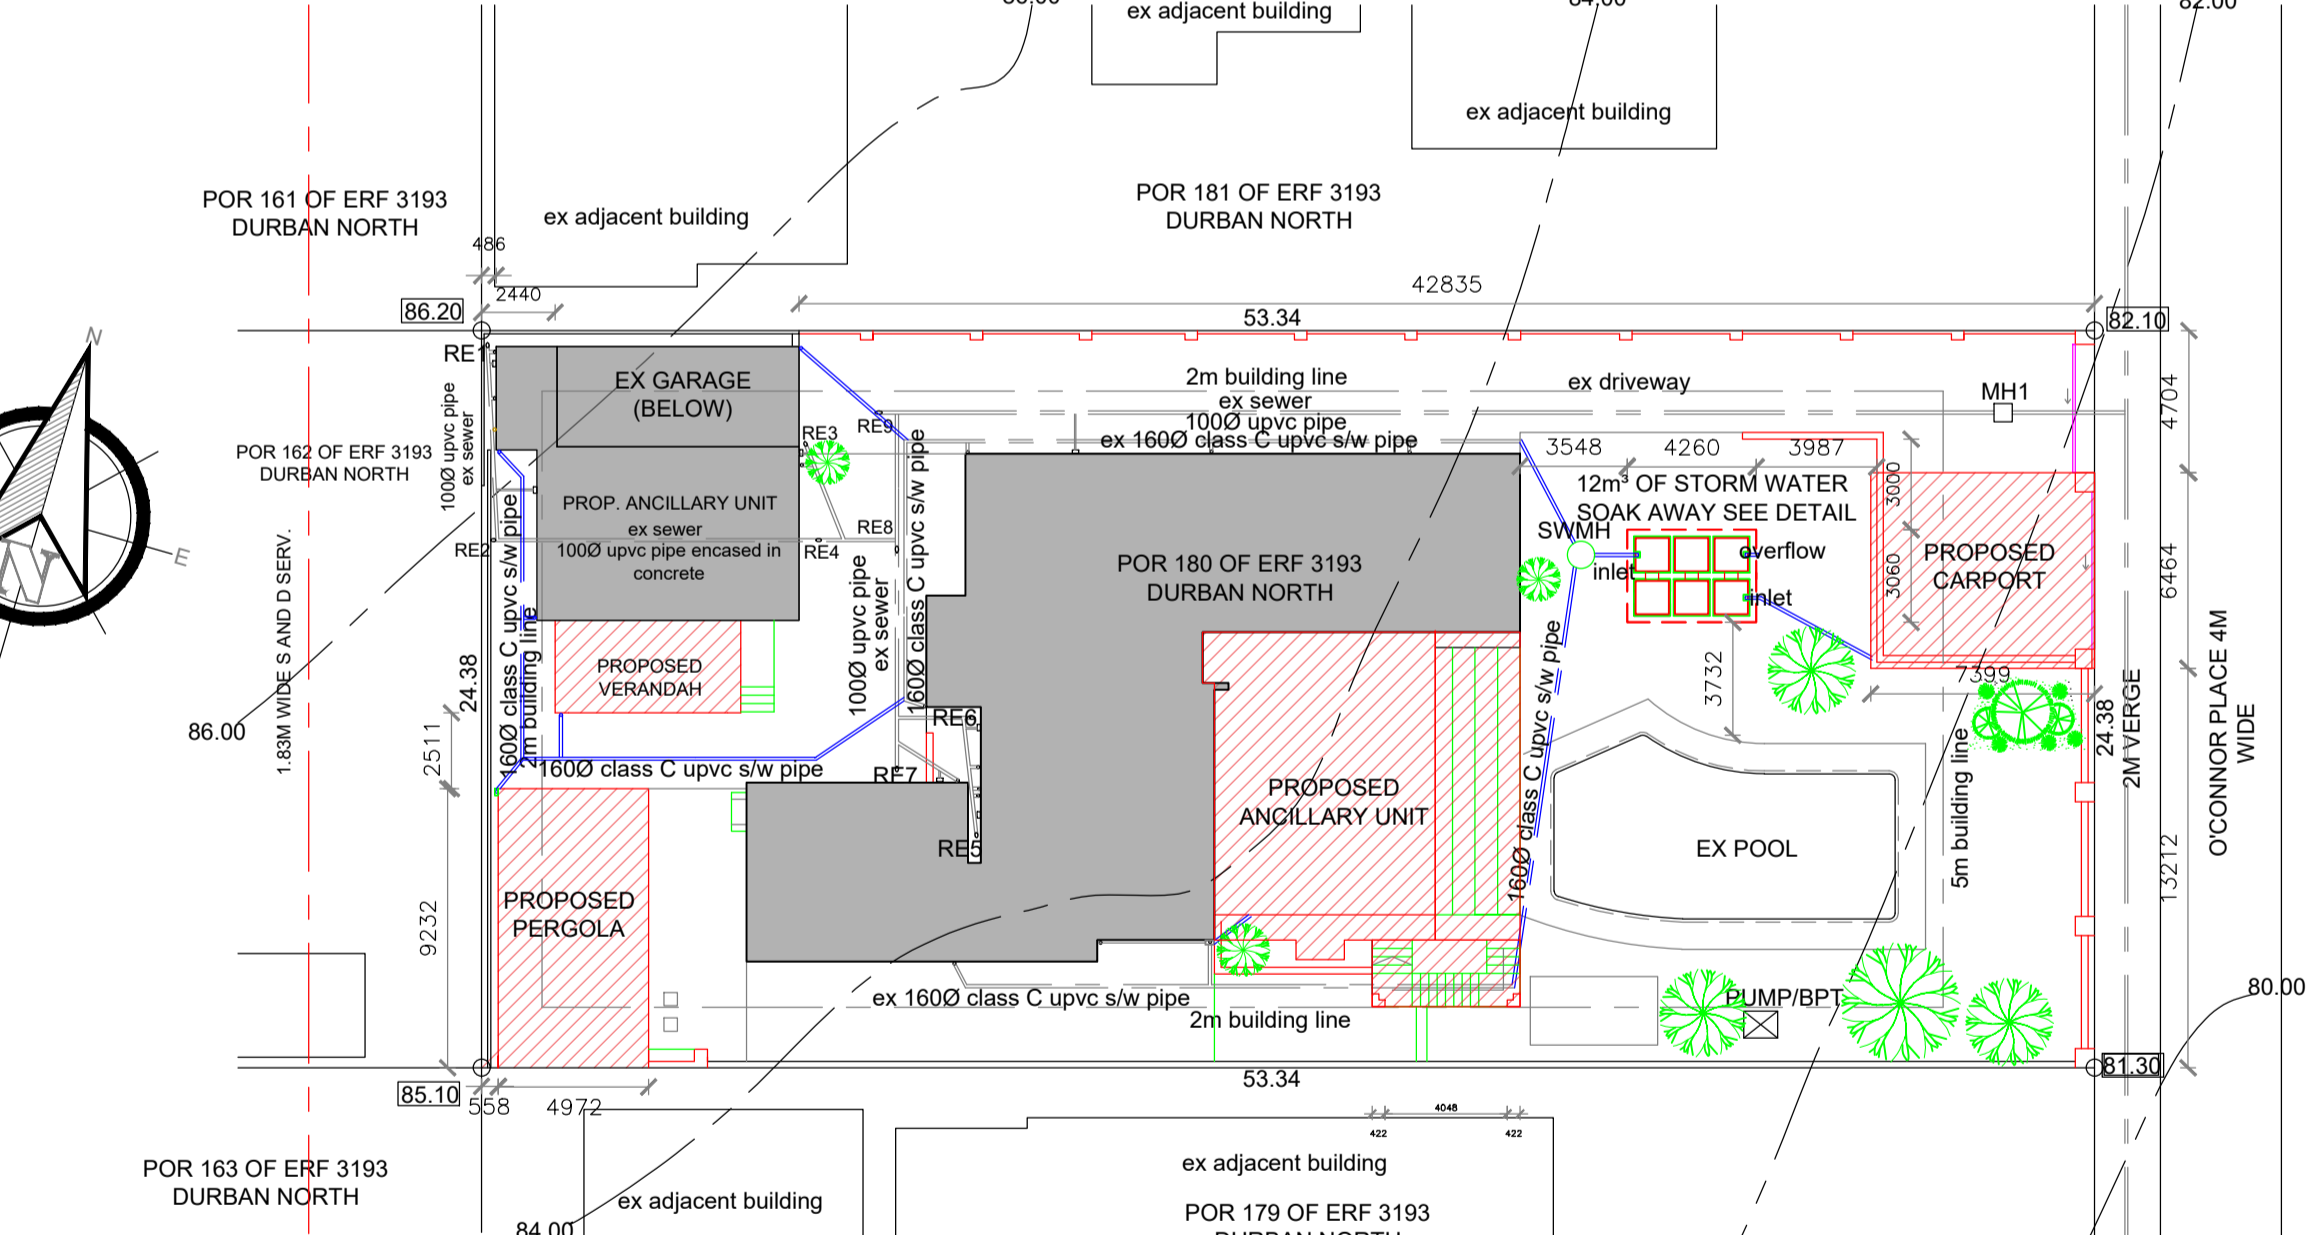 86.00
ex adjacent building
84.00
82.00
ex adjacent building
POR 161 OF ERF 3193
DURBAN NORTH
ex adjacent building
POR 181 OF ERF 3193
DURBAN NORTH
486
2440
42835
86.20
53.34
82.10
N
RE1
EX GARAGE
(BELOW)
2m building line
ex driveway
ex sewer
100Ø upvc pipe
ex 160Ø class C upvc s/w pipe
MH1
4704
RE3
RE9
3548
4260
3987
POR 162 OF ERF 3193
DURBAN NORTH
100Ø upvc pipe
ex sewer
PROP. ANCILLARY UNIT
ex sewer
100Ø upvc pipe encased in
concrete
RE2
RE4
RE8
12m³ OF STORM WATER
SOAK AWAY SEE DETAIL
3000
SWMH
inlet
overflow
inlet
3060
PROPOSED
CARPORT
6464
E
POR 180 OF ERF 3193
DURBAN NORTH
160Ø class C upvc s/w pipe
2m building line
100Ø upvc pipe
ex sewer
160Ø class C upvc s/w pipe
1.83M WIDE S AND D SERV.
24.38
PROPOSED
VERANDAH
3732
7399
O'CONNOR PLACE 4M
WIDE
2M VERGE
24.38
86.00
2511
RE6
160Ø class C upvc s/w pipe
RE7
160Ø class C upvc s/w pipe
5m building line
PROPOSED
ANCILLARY UNIT
RE5
EX POOL
13212
PROPOSED
PERGOLA
9232
ex 160Ø class C upvc s/w pipe
2m building line
PUMP/BPT
80.00
85.10
53.34
81.30
558
4972
4048
422
422
POR 163 OF ERF 3193
DURBAN NORTH
ex adjacent building
ex adjacent building
84.00
POR 179 OF ERF 3193
DURBAN NORTH